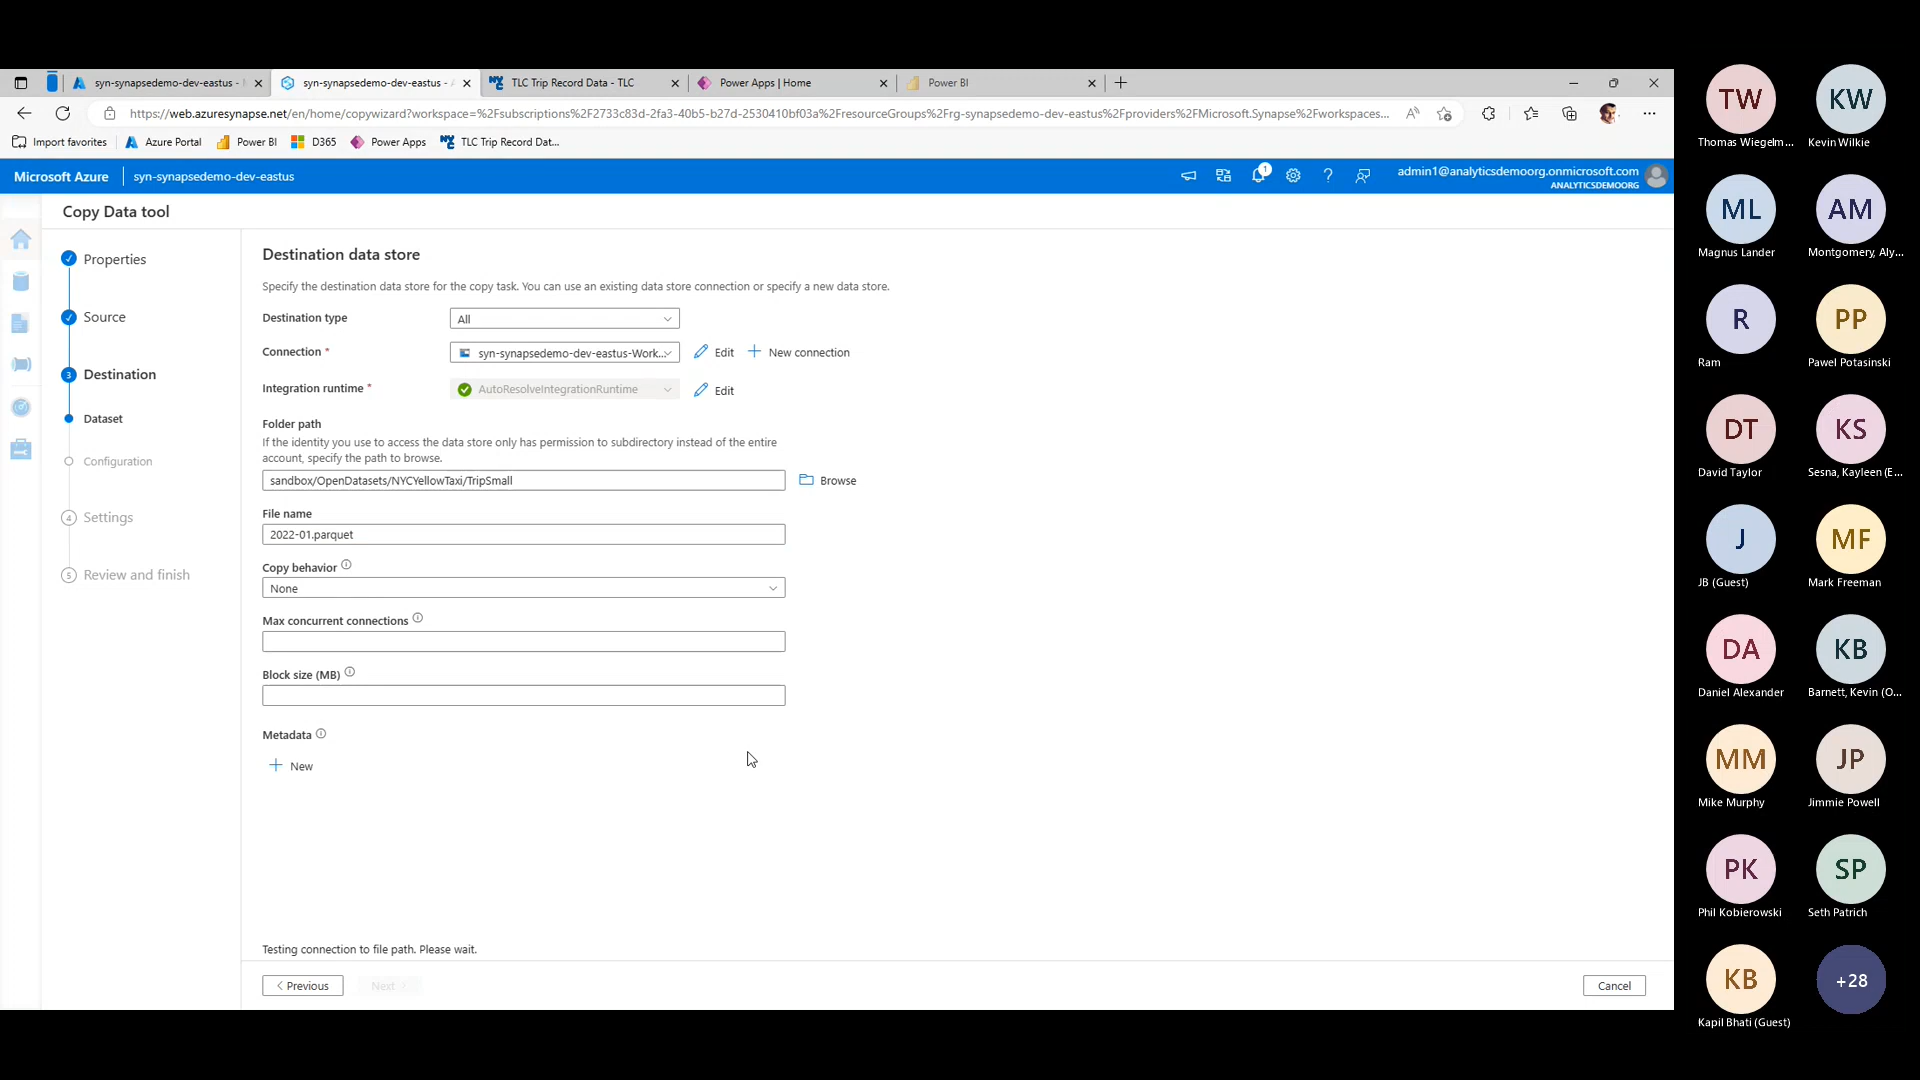 syn-synapsedemo-dev-eastus -
syn-synapsedemo-dev-eastus -
TLC Trip Record Data - TLC
Power Apps | Home
Power BI
https://web.azuresynapse.net/en/home/copywizard?workspace=%2Fsubscriptions%2F2733c83d-2fa3-40b5-b27d-2530410bf03a%2FresourceGroups%2Frg-synapsedemo-dev-eastus%2Fproviders%2FMicrosoft.Synapse%2Fworkspaces...
Import favorites
Azure Portal
Power BI
D365
Power Apps
TLC Trip Record Dat...
Microsoft Azure
syn-synapsedemo-dev-eastus
1
admin1@analyticsdemoorg.onmicrosoft.com
ANALYTICSDEMOORG
Copy Data tool
Properties
Source
3 Destination
Dataset
Configuration
4 Settings
5 Review and finish
Destination data store
Specify the destination data store for the copy task. You can use an existing data store connection or specify a new data store.
Destination type
All
Connection *
syn-synapsedemo-dev-eastus-Work...
Edit
New connection
Integration runtime *
AutoResolveIntegrationRuntime
Edit
Folder path
If the identity you use to access the data store only has permission to subdirectory instead of the entire
account, specify the path to browse.
sandbox/OpenDatasets/NYCYellowTaxi/TripSmall
Browse
File name
2022-01.parquet
Copy behavior
None
Max concurrent connections
Block size (MB)
Metadata
New
Testing connection to file path. Please wait.
< Previous
Next >
Cancel
TW
Thomas Wiegelm...
KW
Kevin Wilkie
ML
Magnus Lander
AM
Montgomery, Aly...
R
Ram
PP
Pawel Potasinski
DT
David Taylor
KS
Sesna, Kayleen (E...
J
JB (Guest)
MF
Mark Freeman
DA
Daniel Alexander
KB
Barnett, Kevin (O...
MM
Mike Murphy
JP
Jimmie Powell
PK
Phil Kobierowski
SP
Seth Patrich
KB
Kapil Bhati (Guest)
+28